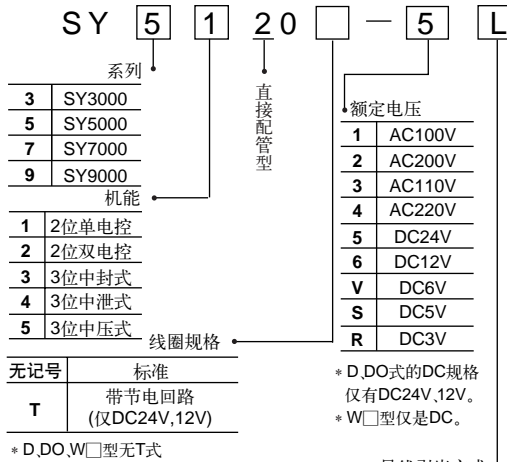 SY 5 1 20 □ — 5 L
系列
3 SY3000
5 SY5000
7 SY7000
9 SY9000
机能
1 2位单电控
2 2位双电控
3 3位中封式
4 3位中泄式
5 3位中压式
线圈规格
无记号 标准
T 带节电回路
(仅DC24V,12V)
* D、DO、W□型无T式
直接配管型
额定电压
1 AC100V
2 AC200V
3 AC110V
4 AC220V
5 DC24V
6 DC12V
V DC6V
S DC5V
R DC3V
* D、DO式的DC规格
仅有DC24V、12V。
* W□型仅是DC。